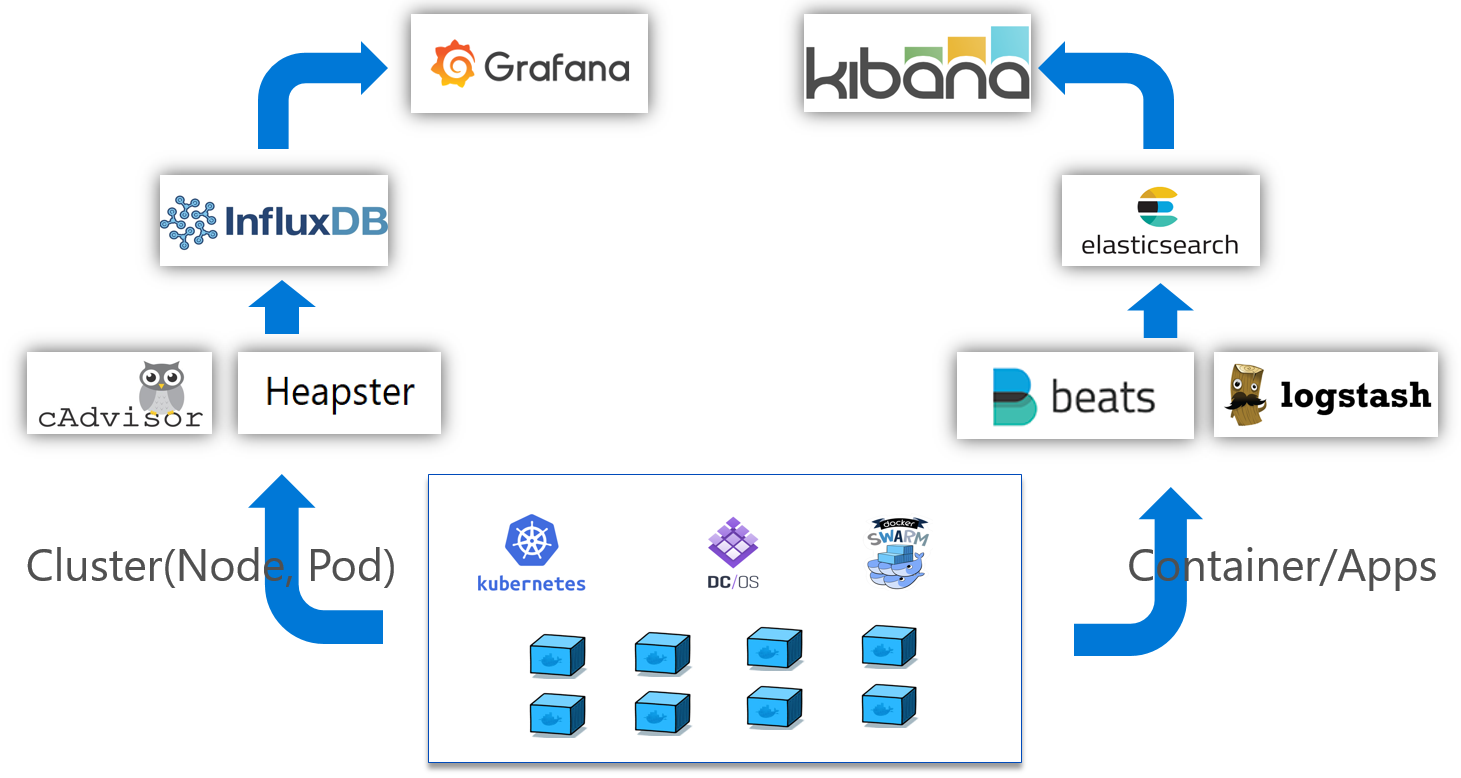 Grafana
kibana
InfluxDB
elasticsearch
cAdvisor
Heapster
beats
logstash
Cluster(Node, Pod)
kubernetes
DC/OS
docker
SWARM
Container/Apps